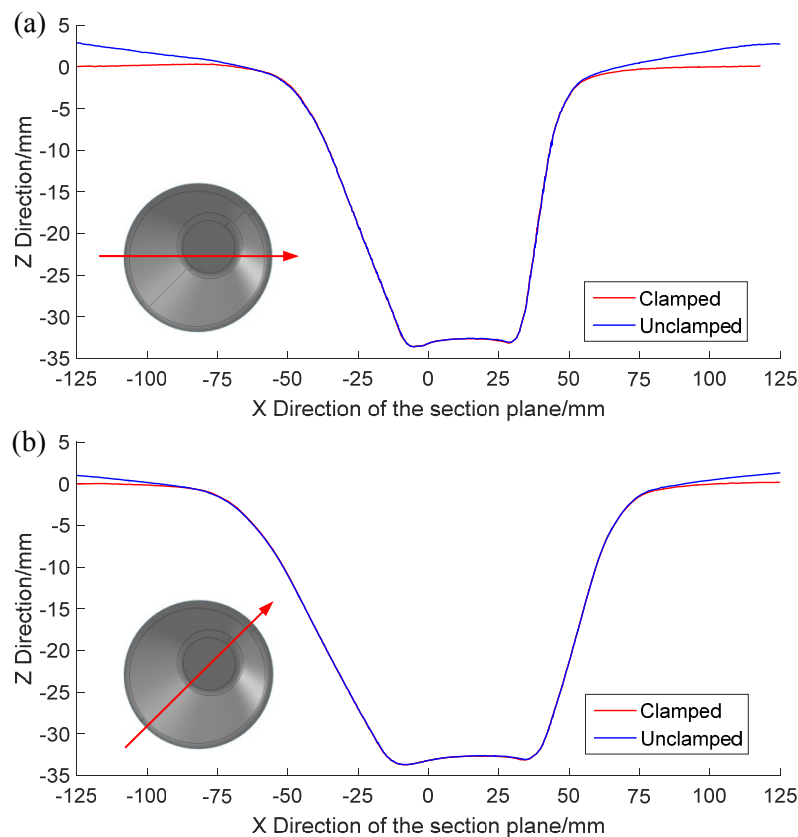 (a)
5
0
-5
-10
-15
-20
-25
-30
-35
Z Direction/mm
Clamped
Unclamped
-125 -100 -75 -50 -25 0 25 50 75 100 125
X Direction of the section plane/mm
(b)
5
0
-5
-10
-15
-20
-25
-30
-35
Z Direction/mm
Clamped
Unclamped
-125 -100 -75 -50 -25 0 25 50 75 100 125
X Direction of the section plane/mm